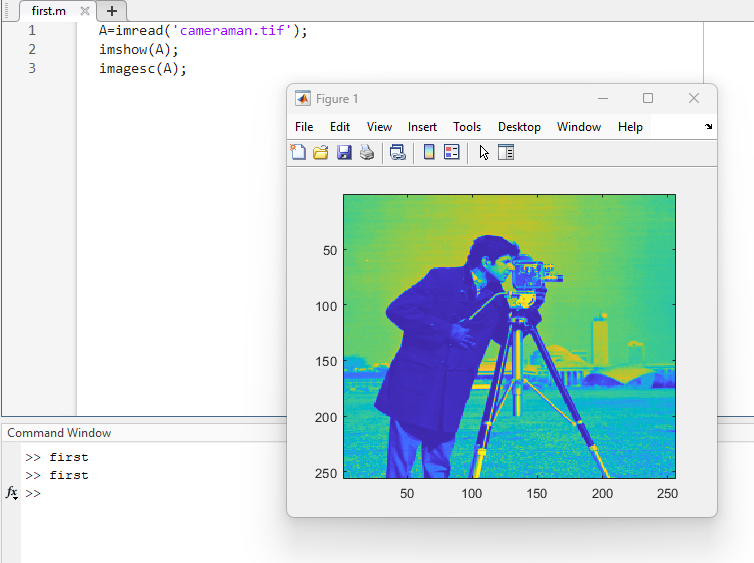 first.m
1 A=imread('cameraman.tif');
2 imshow(A);
3 imagesc(A);
Figure 1
File Edit View Insert Tools Desktop Window Help
50
100
150
200
250
50 100 150 200 250
Command Window
>> first
>> first
fx >>